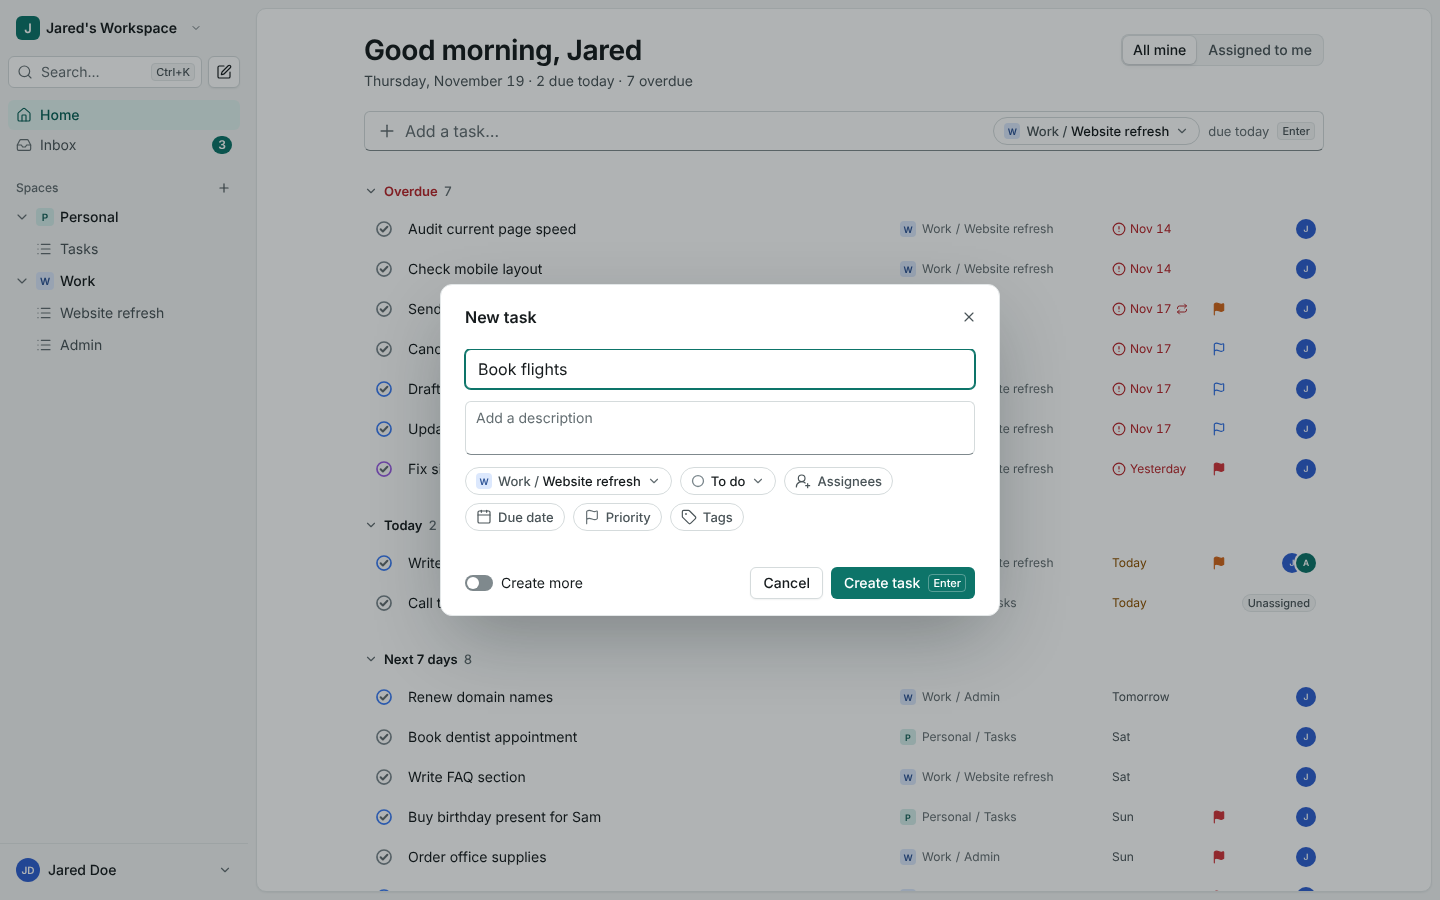 Jared's Workspace
Search...
Ctrl+K
Home
Inbox
3
Spaces
Personal
Tasks
Work
Website refresh
Admin
Jared Doe
Good morning, Jared
Thursday, November 19 · 2 due today · 7 overdue
All mine
Assigned to me
Add a task...
W Work / Website refresh
due today
Enter
Overdue 7
Audit current page speed W Work / Website refresh Nov 14 J
Check mobile layout W Work / Website refresh Nov 14 J
Send Nov 17 J
Canc Nov 17 J
Draft te refresh Nov 17 J
Upda te refresh Nov 17 J
Fix s te refresh Yesterday J
Today 2
Write te refresh Today J A
Call t sks Today Unassigned
Next 7 days 8
Renew domain names W Work / Admin Tomorrow J
Book dentist appointment P Personal / Tasks Sat J
Write FAQ section W Work / Website refresh Sat J
Buy birthday present for Sam P Personal / Tasks Sun J
Order office supplies W Work / Admin Sun J
New task
Book flights
Add a description
W Work / Website refresh
To do
Assignees
Due date
Priority
Tags
Create more
Cancel
Create task Enter
J
P
W
JD